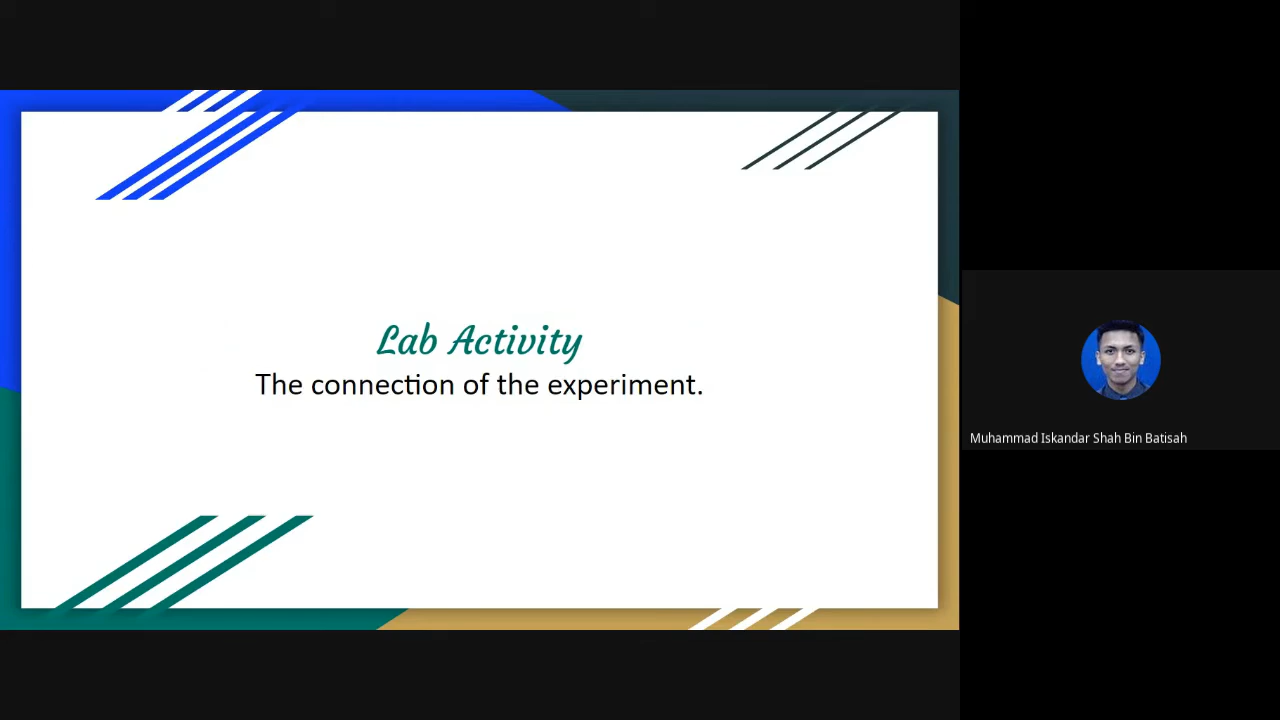 Lab Activity
The connection of the experiment.
Muhammad Iskandar Shah Bin Batisah